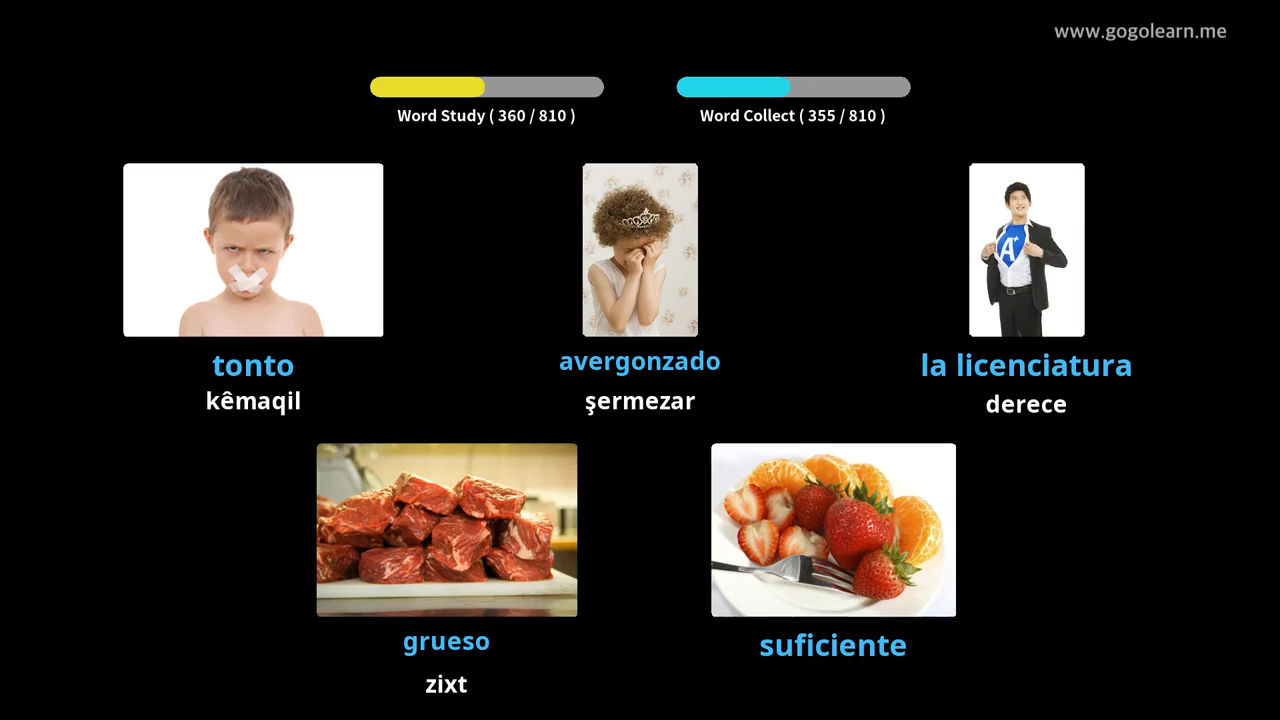 www.gogolearn.me
Word Study ( 360 / 810 )
Word Collect ( 355 / 810 )
A+
tonto
kêmaqil
avergonzado
şermezar
la licenciatura
derece
grueso
zixt
suficiente